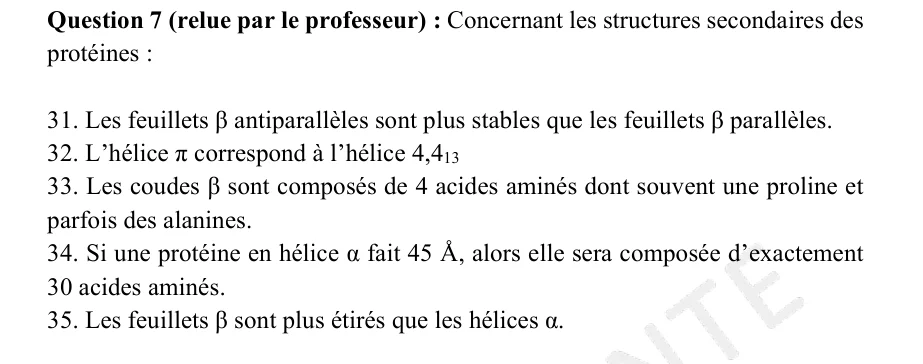 Question 7 (relue par le professeur) : Concernant les structures secondaires des
protéines :
31. Les feuillets β antiparallèles sont plus stables que les feuillets β parallèles.
32. L’hélice π correspond à l’hélice 4,4₁₃
33. Les coudes β sont composés de 4 acides aminés dont souvent une proline et
parfois des alanines.
34. Si une protéine en hélice α fait 45 Å, alors elle sera composée d’exactement
30 acides aminés.
35. Les feuillets β sont plus étirés que les hélices α.